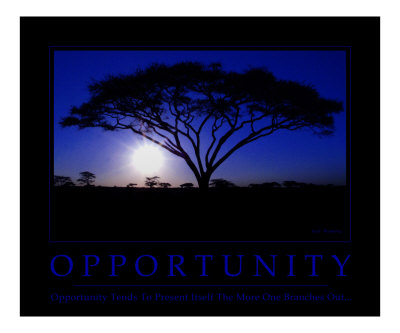 OPPORTUNITY
Opportunity Tends To Present Itself The More One Branches Out...